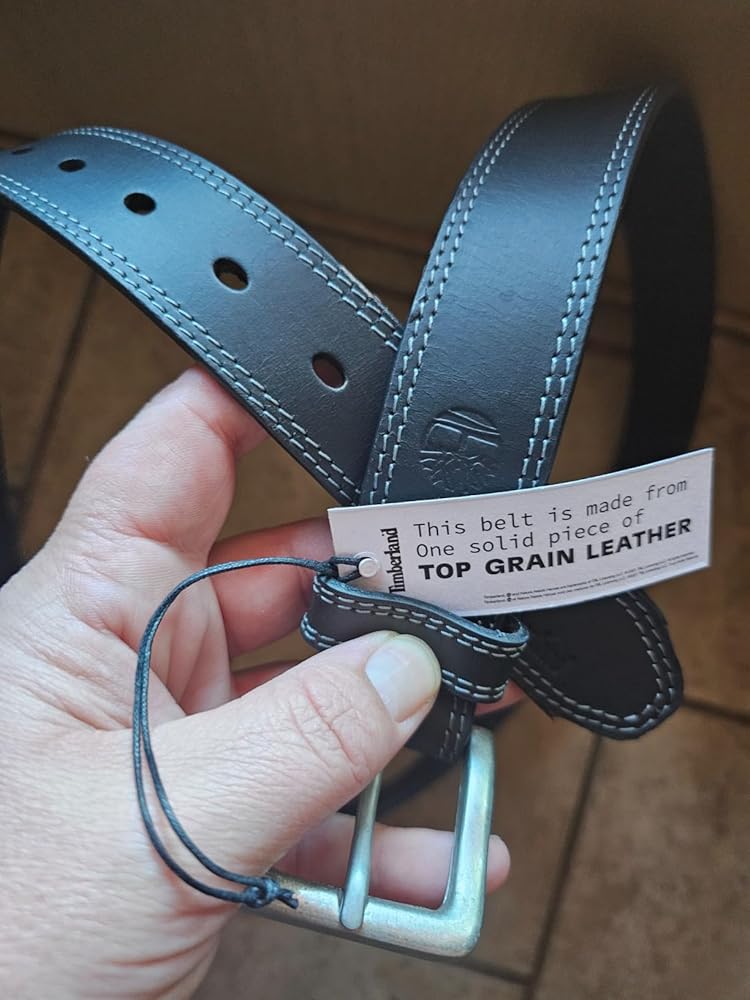 Timberland
This belt is made from
One solid piece of
TOP GRAIN LEATHER